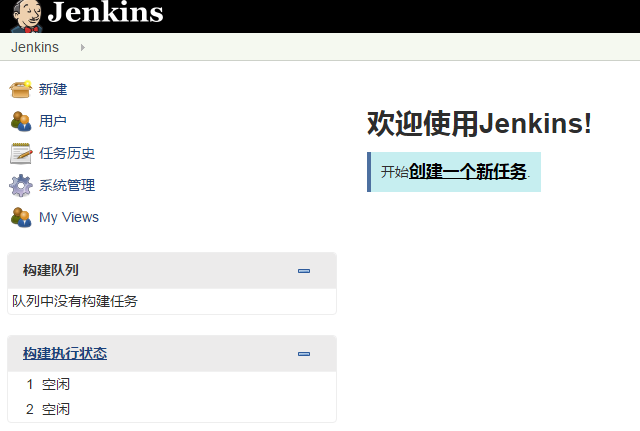 Jenkins
Jenkins
新建
用户
任务历史
系统管理
My Views
构建队列
队列中没有构建任务
构建执行状态
1 空闲
2 空闲
欢迎使用Jenkins!
开始创建一个新任务.